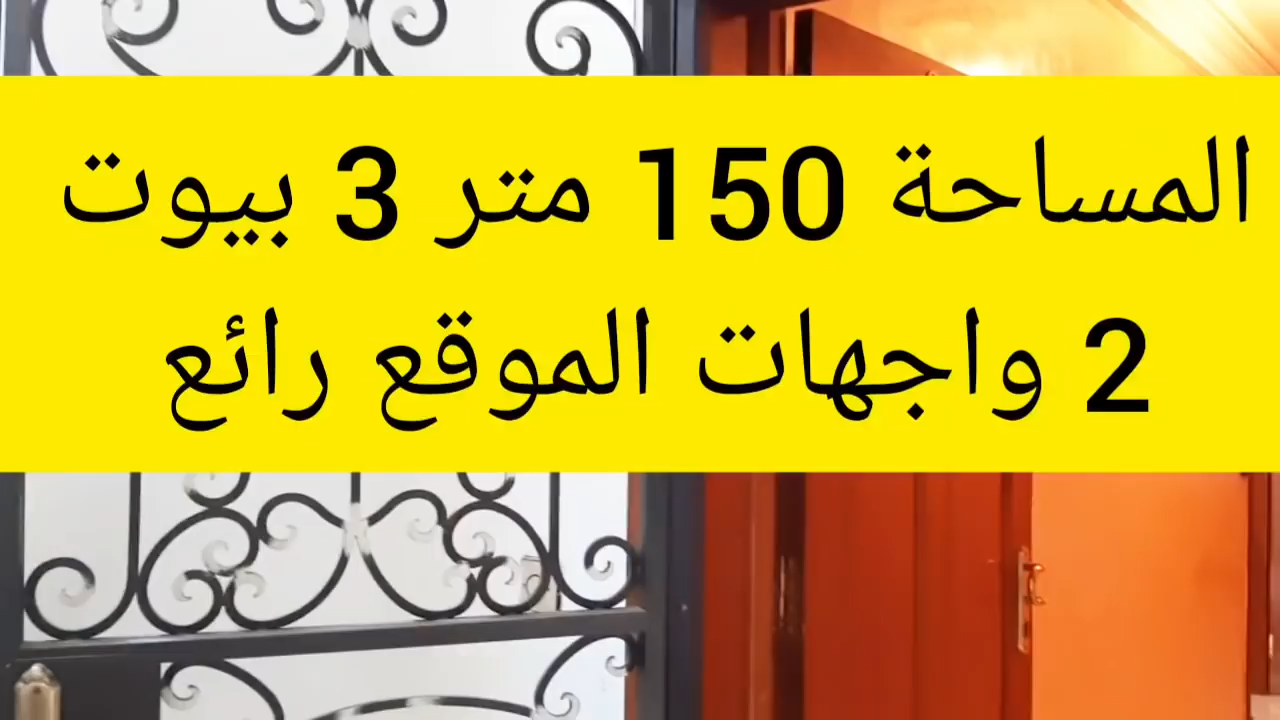 المساحة 150 متر 3 بيوت
2 واجهات الموقع رائع